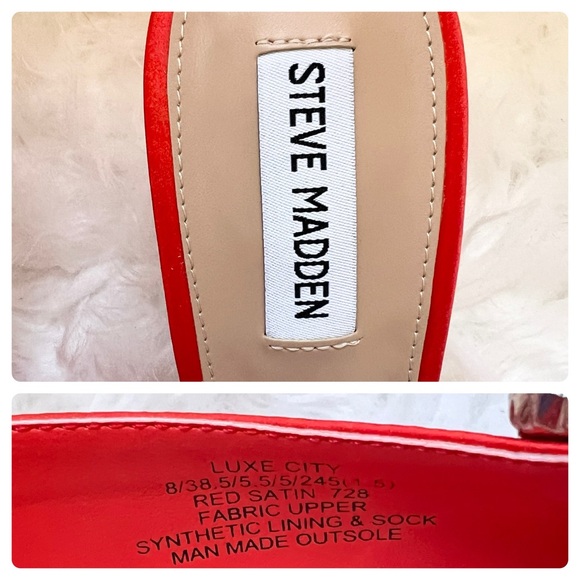 STEVE MADDEN
LUXE CITY
8/38.5/5.5/5/245(1.5)
RED SATIN 728
FABRIC UPPER
SYNTHETIC LINING & SOCK
MAN MADE OUTSOLE